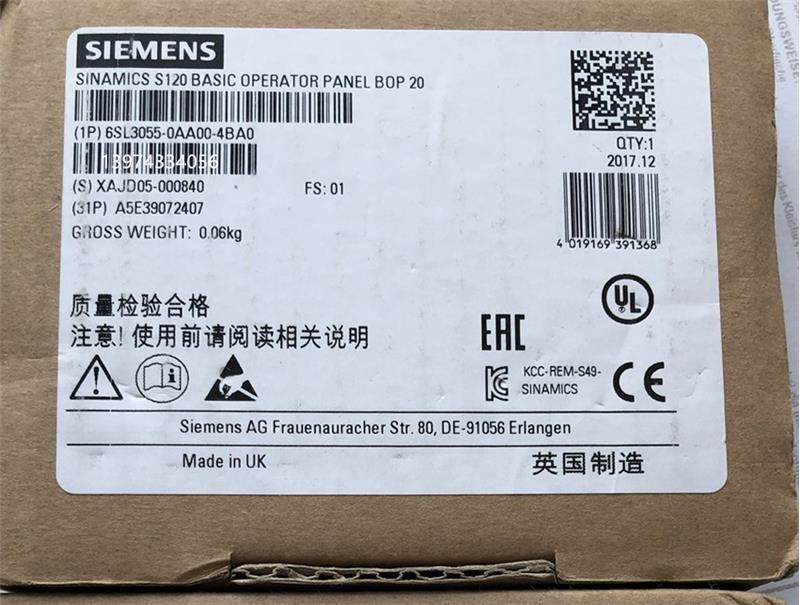 SIEMENS
SINAMICS S120 BASIC OPERATOR PANEL BOP 20
(1P) 6SL3055-0AA00-4BA0
13974334056
(S) XAJD05-000840
FS: 01
(31P) A5E39072407
GROSS WEIGHT: 0.06kg
QTY:1
2017.12
4 019169 391368
质量检验合格
注意! 使用前请阅读相关说明
UL
EAC
KCC-REM-S49-
SINAMICS
CE
Siemens AG Frauenauracher Str. 80, DE-91056 Erlangen
Made in UK
英国制造